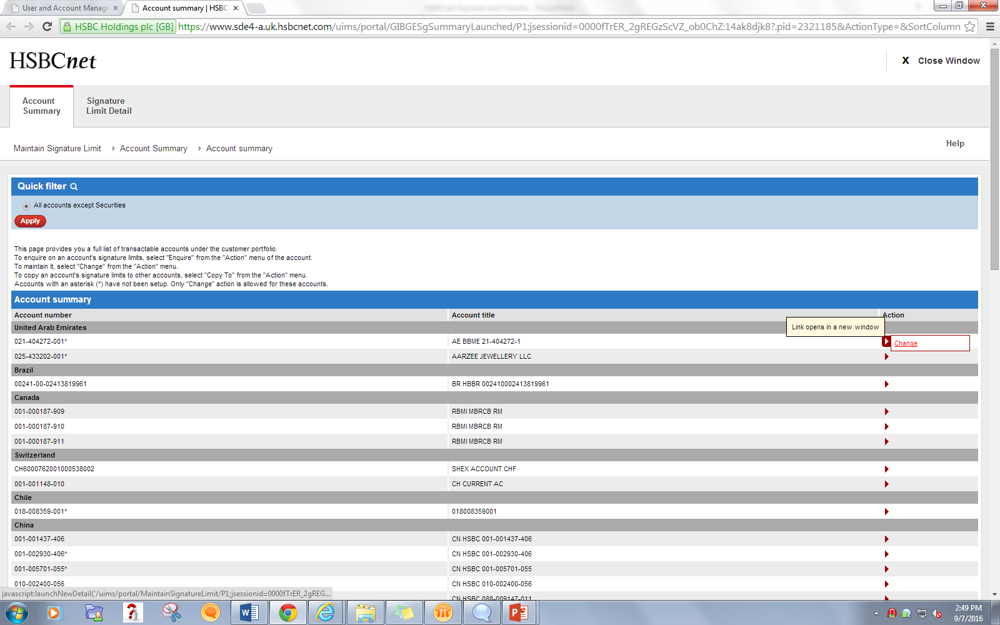 User and Account Manag
Account summary | HSBC
HSBC Holdings plc [GB] https://www.sde4-a.uk.hsbcnet.com/uims/portal/GIBGESgSummaryLaunched/P1;jsessionid=0000fTrER_2gREGzScVZ_ob0ChZ:14ak8djk8?.pid=2321185&ActionType=&SortColumn
HSBCnet
X Close Window
Account Summary
Signature Limit Detail
Maintain Signature Limit > Account Summary > Account summary
Help
Quick filter
All accounts except Securities
Apply
This page provides you a full list of transactable accounts under the customer portfolio.
To enquire on an account's signature limits, select "Enquire" from the "Action" menu of the account.
To maintain it, select "Change" from the "Action" menu.
To copy an account's signature limits to other accounts, select "Copy To" from the "Action" menu.
Accounts with an asterisk (*) have not been setup. Only "Change" action is allowed for these accounts.
Account summary
Account number Account title Action
United Arab Emirates
Link opens in a new window
021-404272-001* AE BBME 21-404272-1
Change
025-433202-001* AARZEE JEWELLERY LLC
Brazil
00241-00-02413819961 BR HBBR 002410002413819961
Canada
001-000187-909 RBMI MBRCB RM
001-000187-910 RBMI MBRCB RM
001-000187-911 RBMI MBRCB RM
Switzerland
CH6000762001000538002 SHEX ACCOUNT CHF
001-001148-010 CH CURRENT AC
Chile
018-008359-001* 018008359001
China
001-001437-406 CN HSBC 001-001437-406
001-002930-406* CN HSBC 001-002930-406
001-005701-055* CN HSBC 001-005701-055
010-002400-056 CN HSBC 010-002400-056
CN HSBC 088-009147-011
javascript:launchNewDetail('/uims/portal/MaintainSignatureLimit/P1;jsessionid=0000fTrER_2gREG...
2:49 PM
9/7/2016